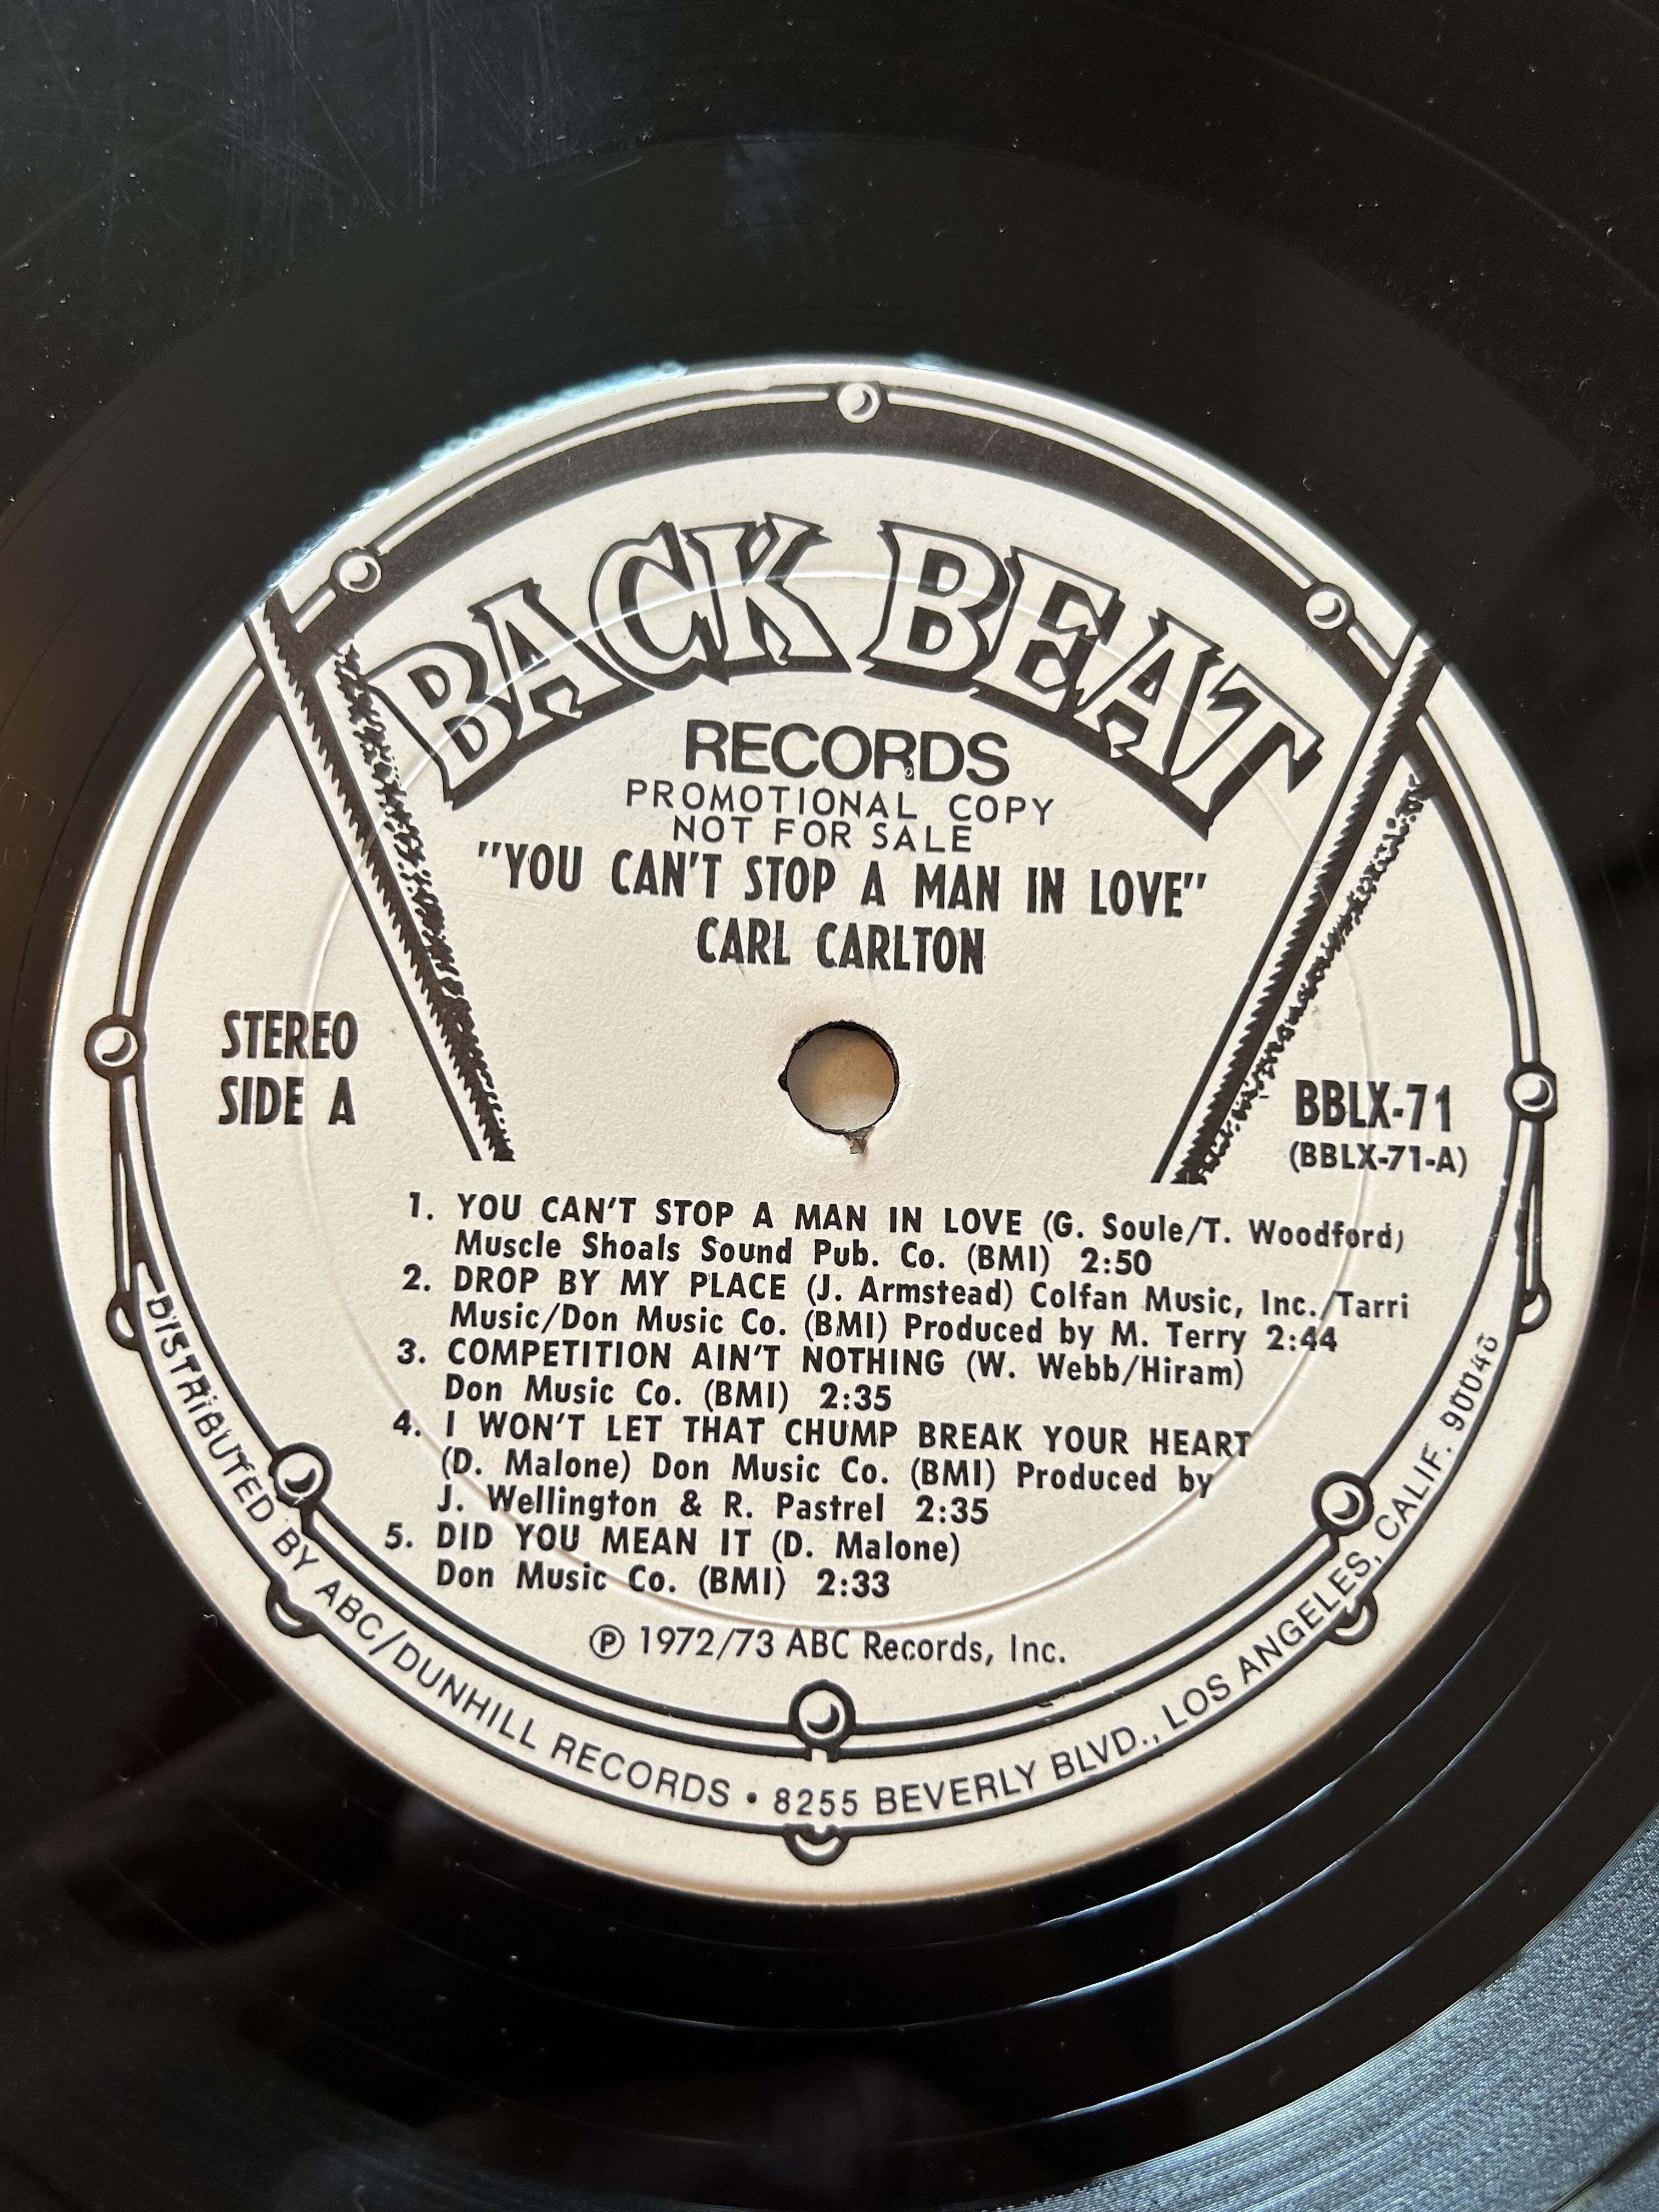 BACK BEAT
RECORDS
PROMOTIONAL COPY
NOT FOR SALE
"YOU CAN'T STOP A MAN IN LOVE"
CARL CARLTON
STEREO
SIDE A
BBLX-71
(BBLX-71-A)
1. YOU CAN'T STOP A MAN IN LOVE (G. Soule/T. Woodford)
Muscle Shoals Sound Pub. Co. (BMI) 2:50
2. DROP BY MY PLACE (J. Armstead) Colfan Music, Inc./Tarri
Music/Don Music Co. (BMI) Produced by M. Terry 2:44
3. COMPETITION AIN'T NOTHING (W. Webb/Hiram)
Don Music Co. (BMI) 2:35
4. I WON'T LET THAT CHUMP BREAK YOUR HEART
(D. Malone) Don Music Co. (BMI) Produced by
J. Wellington & R. Pastrel 2:35
5. DID YOU MEAN IT (D. Malone)
Don Music Co. (BMI) 2:33
℗ 1972/73 ABC Records, Inc.
DISTRIBUTED BY ABC/DUNHILL RECORDS • 8255 BEVERLY BLVD., LOS ANGELES, CALIF. 90048